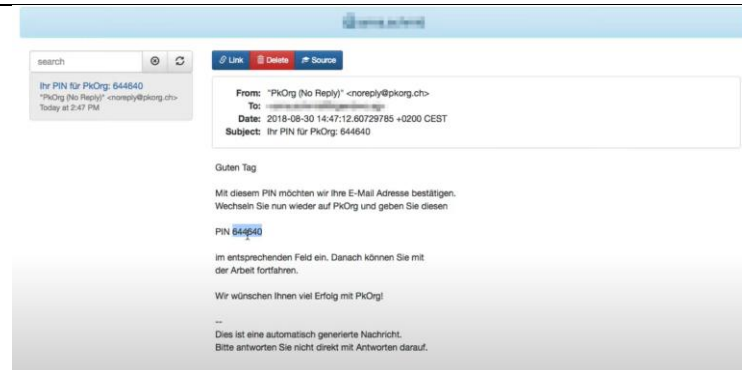 search
Link Delete Source
Ihr PIN für PkOrg: 644640
"PkOrg (No Reply)" <noreply@pkorg.ch>
Today at 2:47 PM
From: "PkOrg (No Reply)" <noreply@pkorg.ch>
To:
Date: 2018-08-30 14:47:12.60729785 +0200 CEST
Subject: Ihr PIN für PkOrg: 644640
Guten Tag
Mit diesem PIN möchten wir Ihre E-Mail Adresse bestätigen.
Wechseln Sie nun wieder auf PkOrg und geben Sie diesen
PIN 644640
im entsprechenden Feld ein. Danach können Sie mit
der Arbeit fortfahren.
Wir wünschen Ihnen viel Erfolg mit PkOrg!
--
Dies ist eine automatisch generierte Nachricht.
Bitte antworten Sie nicht direkt mit Antworten darauf.